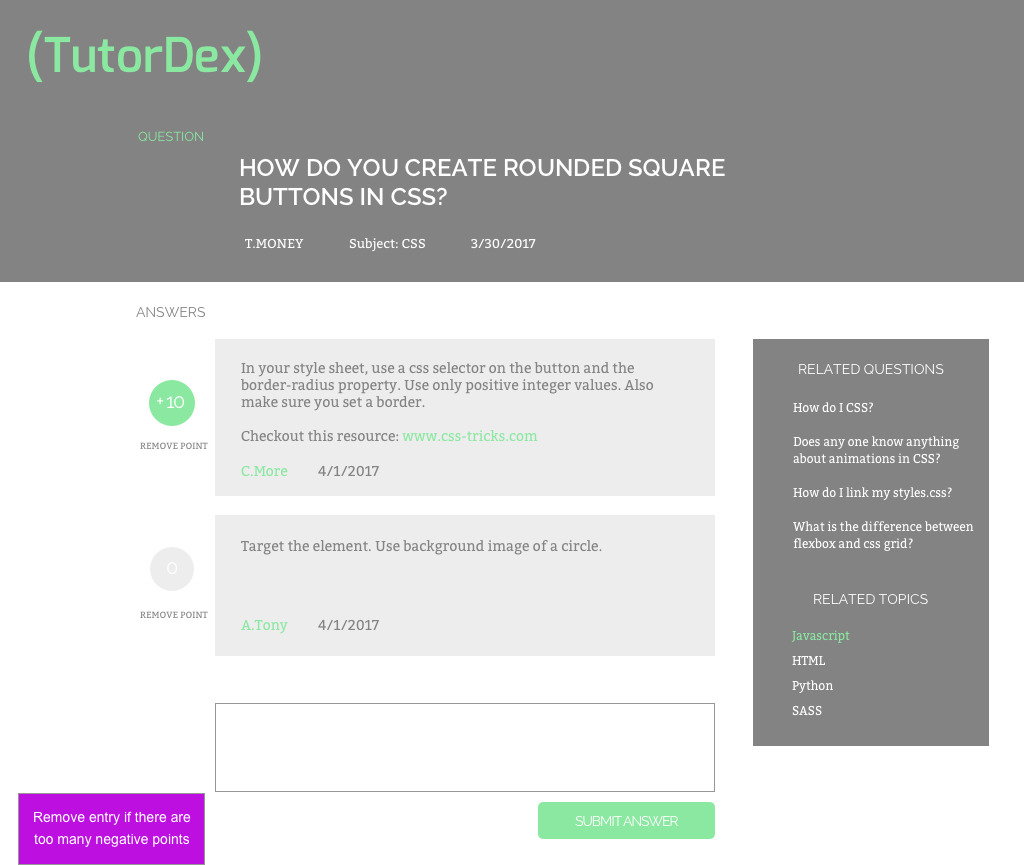 (TutorDex)
QUESTION
HOW DO YOU CREATE ROUNDED SQUARE
BUTTONS IN CSS?
T.MONEY Subject: CSS 3/30/2017
ANSWERS
In your style sheet, use a css selector on the button and the
border-radius property. Use only positive integer values. Also
make sure you set a border.
Checkout this resource: www.css-tricks.com
C.More 4/1/2017
+10
REMOVE POINT
Target the element. Use background image of a circle.
A.Tony 4/1/2017
0
REMOVE POINT
SUBMIT ANSWER
Remove entry if there are
too many negative points
RELATED QUESTIONS
How do I CSS?
Does any one know anything
about animations in CSS?
How do I link my styles.css?
What is the difference between
flexbox and css grid?
RELATED TOPICS
Javascript
HTML
Python
SASS